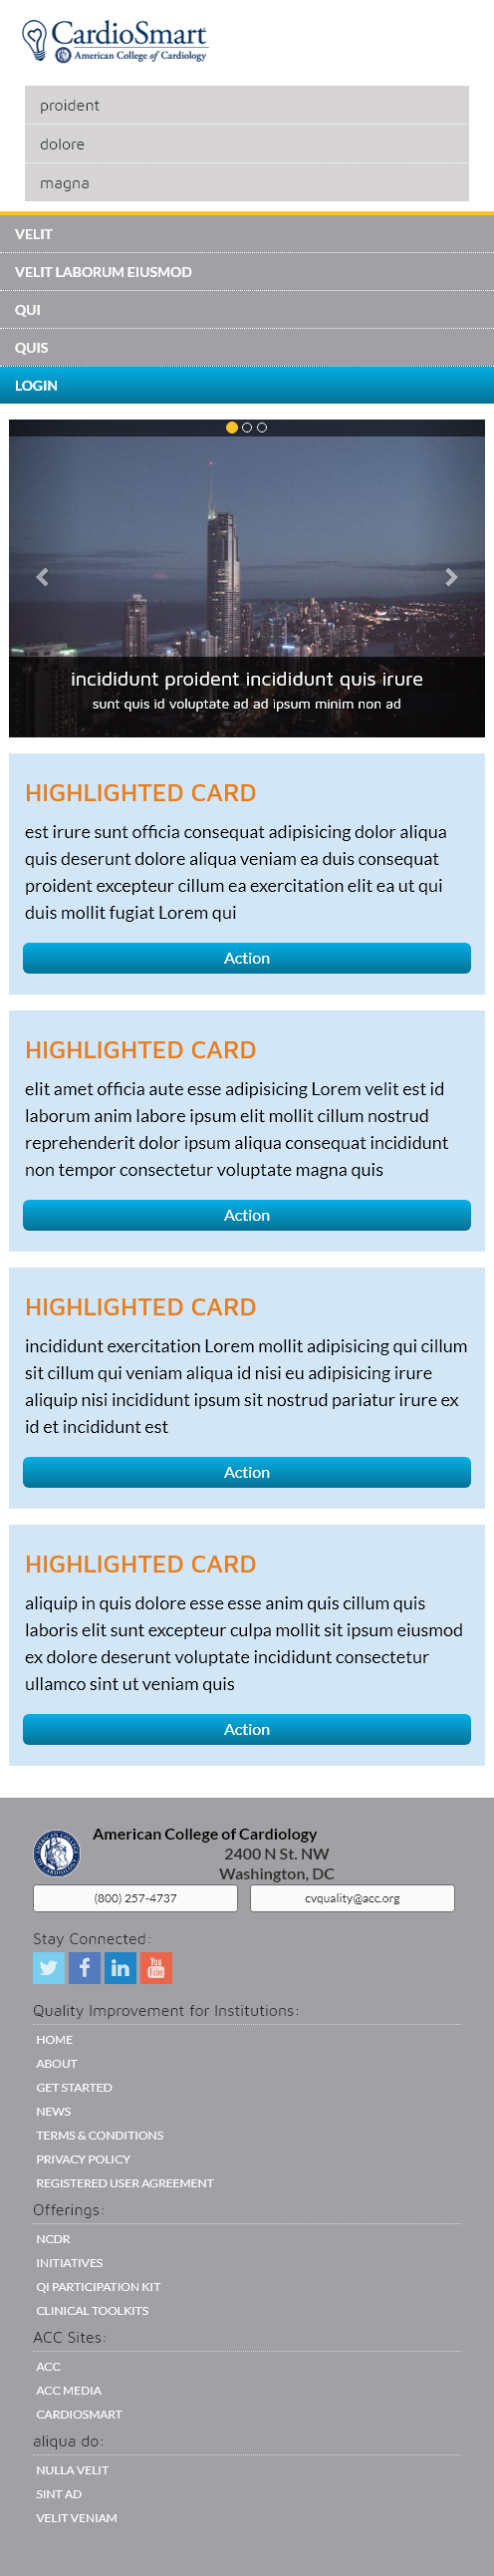 CardioSmart
American College of Cardiology
proident
dolore
magna
VELIT
VELIT LABORUM EIUSMOD
QUI
QUIS
LOGIN
incididunt proident incididunt quis irure
sunt quis id voluptate ad ad ipsum minim non ad
HIGHLIGHTED CARD
est irure sunt officia consequat adipisicing dolor aliqua
quis deserunt dolore aliqua veniam ea duis consequat
proident excepteur cillum ea exercitation elit ea ut qui
duis mollit fugiat Lorem qui
Action
HIGHLIGHTED CARD
elit amet officia aute esse adipisicing Lorem velit est id
laborum anim labore ipsum elit mollit cillum nostrud
reprehenderit dolor ipsum aliqua consequat incididunt
non tempor consectetur voluptate magna quis
Action
HIGHLIGHTED CARD
incididunt exercitation Lorem mollit adipisicing qui cillum
sit cillum qui veniam aliqua id nisi eu adipisicing irure
aliquip nisi incididunt ipsum sit nostrud pariatur irure ex
id et incididunt est
Action
HIGHLIGHTED CARD
aliquip in quis dolore esse esse anim quis cillum quis
laboris elit sunt excepteur culpa mollit sit ipsum eiusmod
ex dolore deserunt voluptate incididunt consectetur
ullamco sint ut veniam quis
Action
American College of Cardiology
2400 N St. NW
Washington, DC
(800) 257-4737
cvquality@acc.org
Stay Connected:
You Tube
Quality Improvement for Institutions:
HOME
ABOUT
GET STARTED
NEWS
TERMS & CONDITIONS
PRIVACY POLICY
REGISTERED USER AGREEMENT
Offerings:
NCDR
INITIATIVES
QI PARTICIPATION KIT
CLINICAL TOOLKITS
ACC Sites:
ACC
ACC MEDIA
CARDIOSMART
aliqua do:
NULLA VELIT
SINT AD
VELIT VENIAM